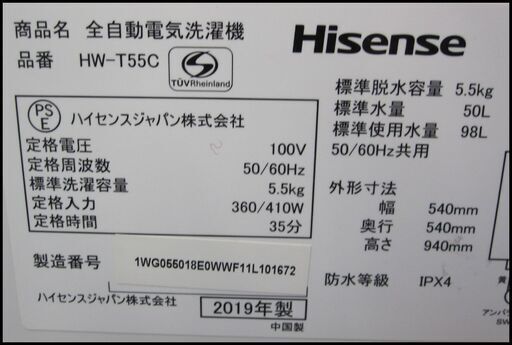 商品名 全自動電気洗濯機
品番 HW-T55C
S
TÜVRheinland
Hisense
PS
E
ハイセンスジャパン株式会社
定格電圧 100V
定格周波数 50/60Hz
標準洗濯容量 5.5kg
定格入力 360/410W
定格時間 35分
製造番号 1WG055018E0WWF11L101672
ハイセンスジャパン株式会社 2019年製
中国製
標準脱水容量 5.5kg
標準水量 50L
標準使用水量 98L
50/60Hz共用
外形寸法
幅 540mm
奥行 540mm
高さ 940mm
防水等級 IPX4
黄
アンバ
SW